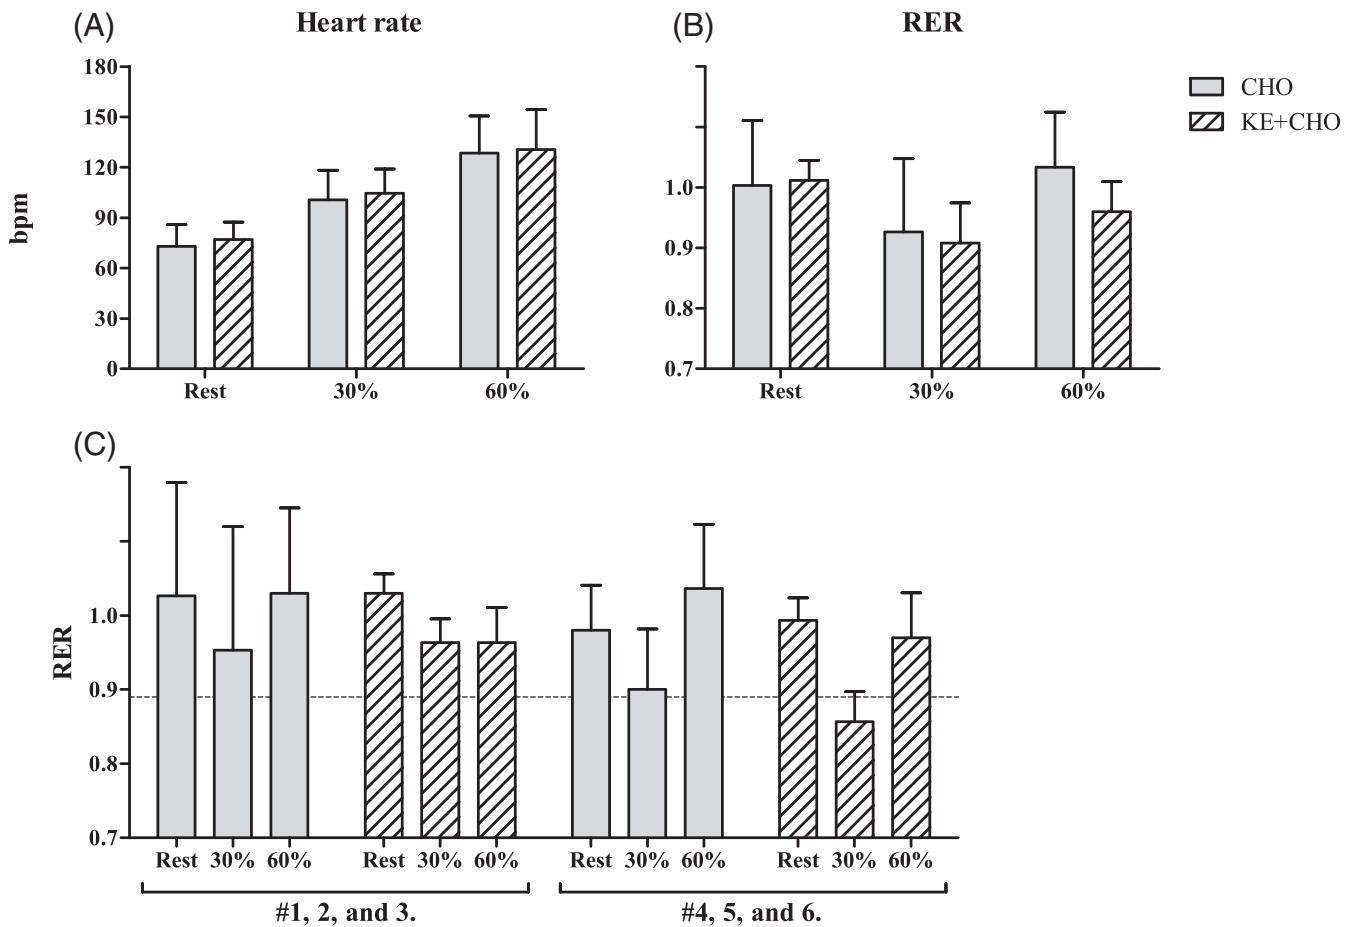 (A)
Heart rate
(B)
RER
CHO
KE+CHO
bpm
180
150
120
90
60
30
0
Rest 30% 60%
1.0
0.9
0.8
0.7
Rest 30% 60%
(C)
RER
1.0
0.9
0.8
0.7
Rest 30% 60% Rest 30% 60% Rest 30% 60% Rest 30% 60%
#1, 2, and 3. #4, 5, and 6.